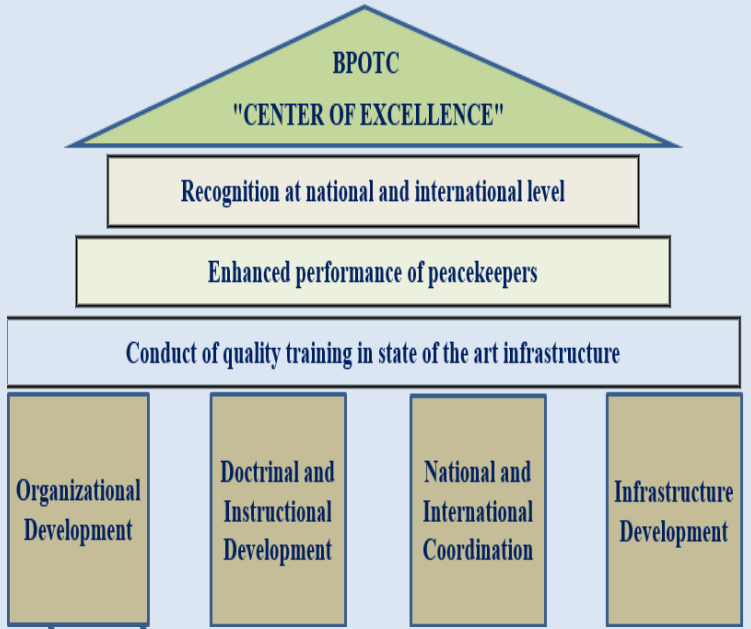 BPOTC
"CENTER OF EXCELLENCE"
Recognition at national and international level
Enhanced performance of peacekeepers
Conduct of quality training in state of the art infrastructure
Organizational
Development
Doctrinal and
Instructional
Development
National and
International
Coordination
Infrastructure
Development